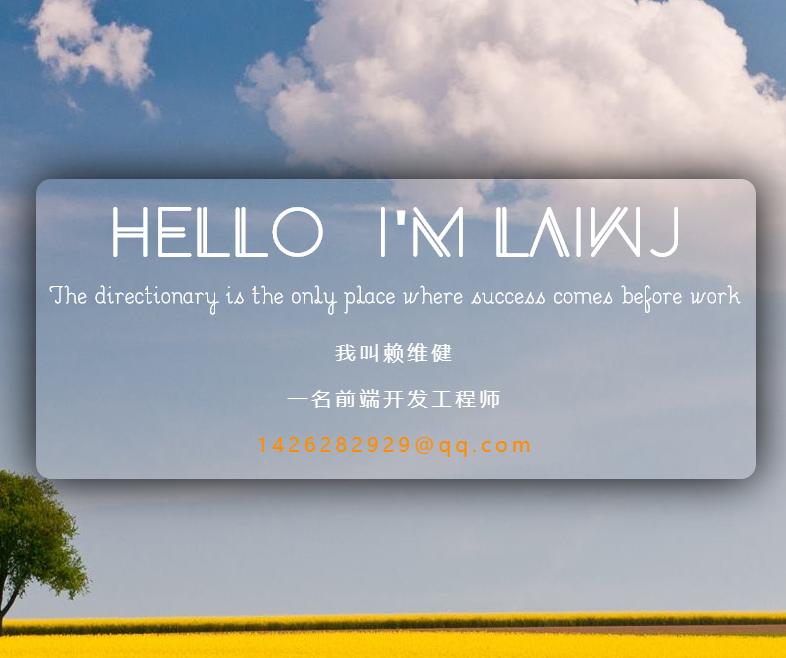 HELLO I'M LAIWJ
The directionary is the only place where success comes before work
我叫赖维健
一名前端开发工程师
1426282929@qq.com